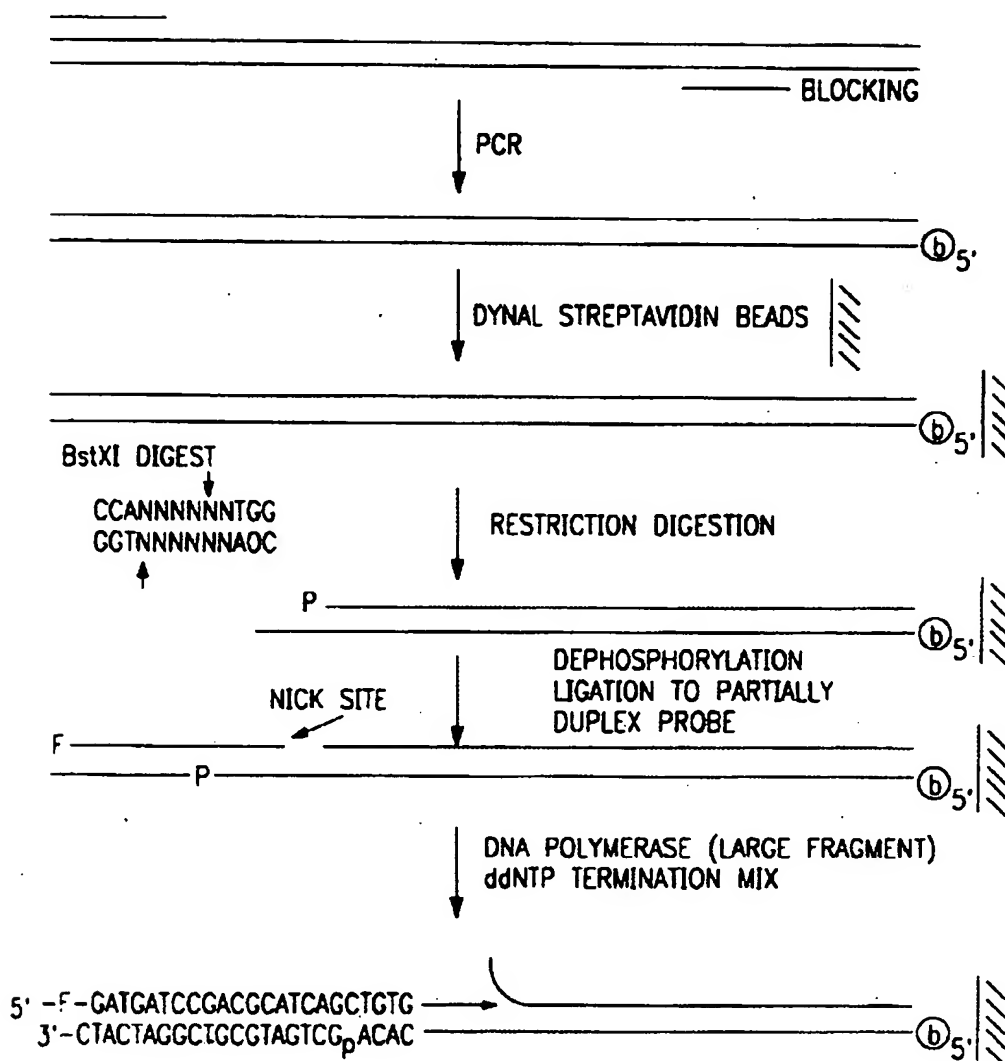 BLOCKING
PCR
b 5'
DYNAL STREPTAVIDIN BEADS
b 5'
BstXI DIGEST
CCANNNNNNTGG
GGTNNNNNNAOC
RESTRICTION DIGESTION
P
b 5'
DEPHOSPHORYLATION
LIGATION TO PARTIALLY
DUPLEX PROBE
NICK SITE
F
P
b 5'
DNA POLYMERASE (LARGE FRAGMENT)
ddNTP TERMINATION MIX
5' -F-GATGATCCGACGCATCAGCTGTG
3'-CTACTAGGCTGCGTAGTCGpACAC
b 5'